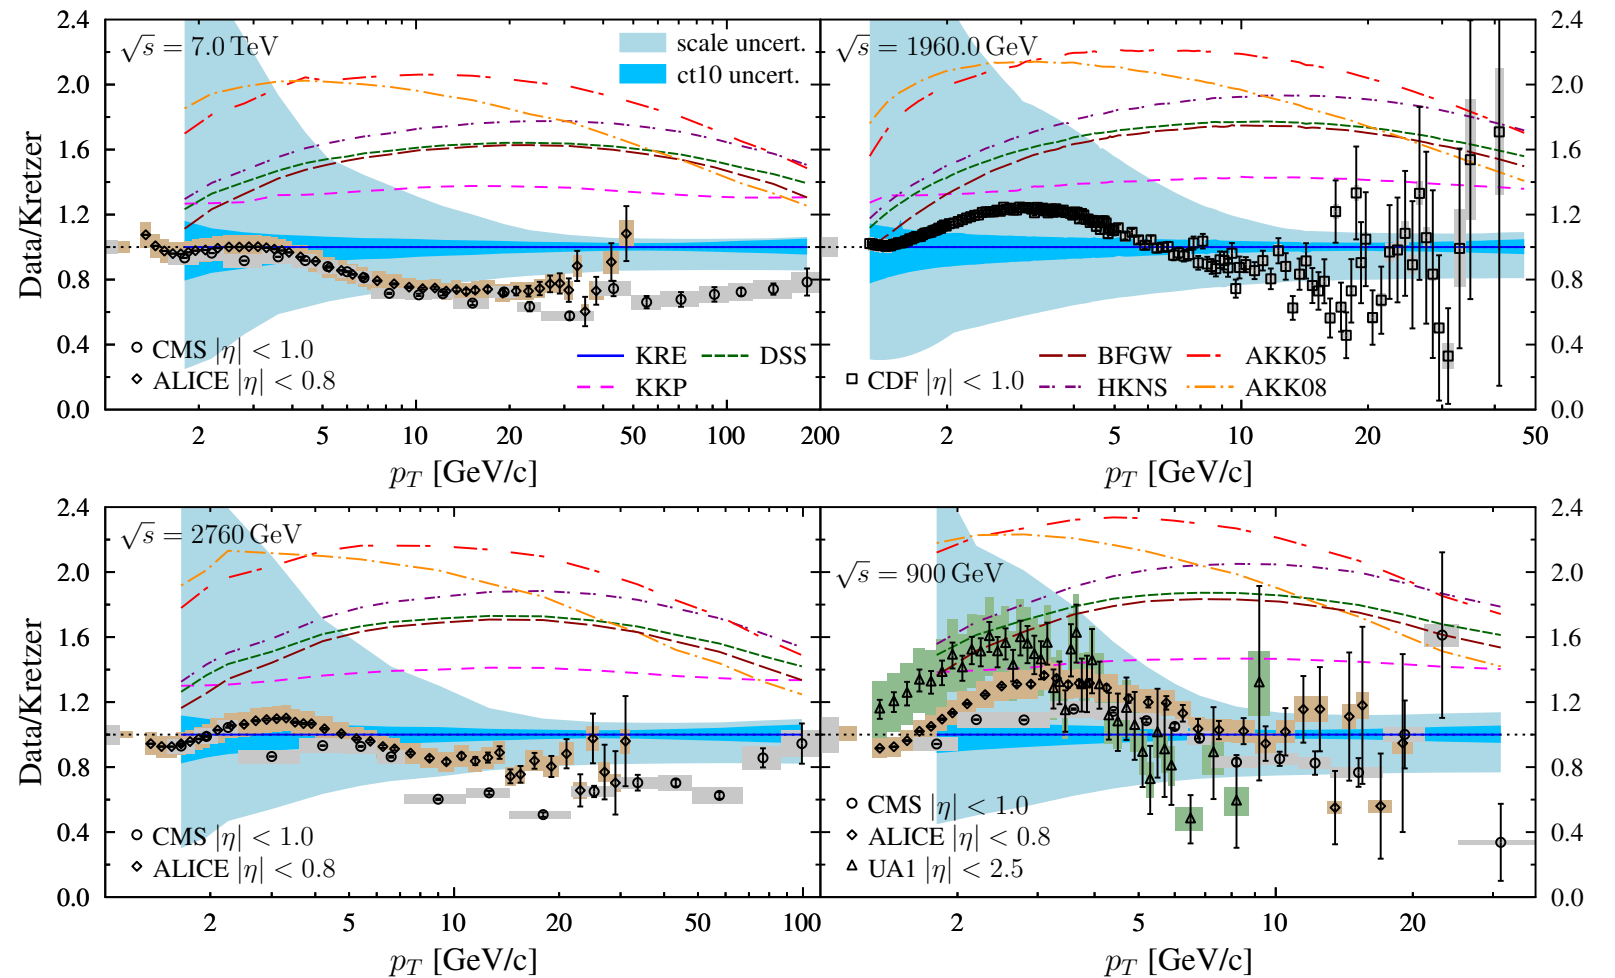 2.4
2.0
1.6
1.2
0.8
0.4
0.0
Data/Kretzer
√s = 7.0 TeV
scale uncert.
ct10 uncert.
CMS |η| < 1.0
ALICE |η| < 0.8
KRE
DSS
KKP
2 5 10 20 50 100 200
p_T [GeV/c]
√s = 1960.0 GeV
CDF |η| < 1.0
BFGW
AKK05
HKNS
AKK08
2.4
2.0
1.6
1.2
0.8
0.4
0.0
2 5 10 20 50
p_T [GeV/c]
2.4
2.0
1.6
1.2
0.8
0.4
0.0
Data/Kretzer
√s = 2760 GeV
CMS |η| < 1.0
ALICE |η| < 0.8
2 5 10 20 50 100
p_T [GeV/c]
√s = 900 GeV
CMS |η| < 1.0
ALICE |η| < 0.8
UA1 |η| < 2.5
2.4
2.0
1.6
1.2
0.8
0.4
0.0
2 5 10 20
p_T [GeV/c]